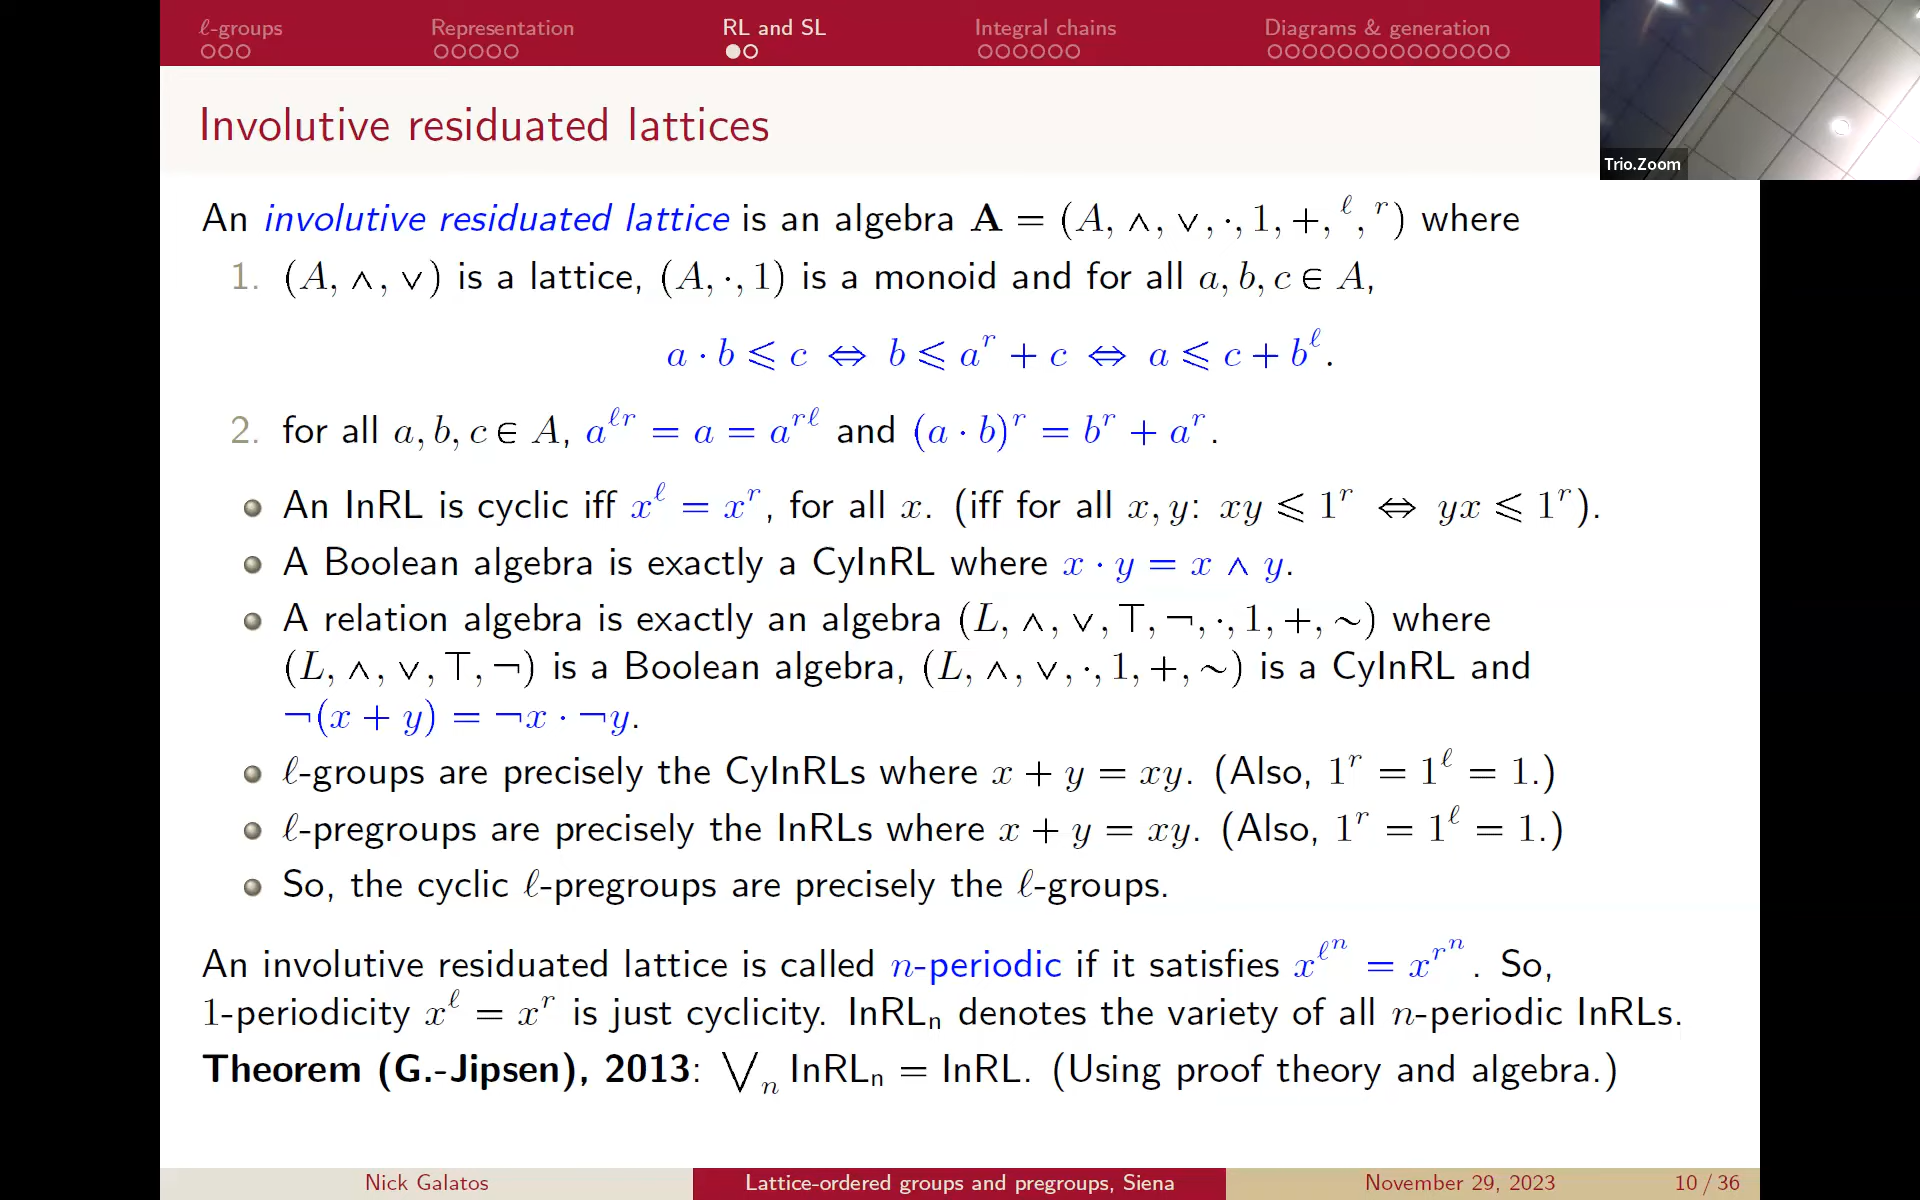 ℓ-groups Representation RL and SL Integral chains Diagrams & generation
Trio.Zoom
Involutive residuated lattices
An involutive residuated lattice is an algebra A = (A, ∧, ∨, ·, 1, +, ^ℓ, ^r) where
1. (A, ∧, ∨) is a lattice, (A, ·, 1) is a monoid and for all a, b, c ∈ A,
a · b ⩽ c ⇔ b ⩽ a^r + c ⇔ a ⩽ c + b^ℓ.
2. for all a, b, c ∈ A, a^{ℓr} = a = a^{rℓ} and (a · b)^r = b^r + a^r.
An InRL is cyclic iff x^ℓ = x^r, for all x. (iff for all x, y: xy ⩽ 1^r ⇔ yx ⩽ 1^r).
A Boolean algebra is exactly a CyInRL where x · y = x ∧ y.
A relation algebra is exactly an algebra (L, ∧, ∨, ⊤, ¬, ·, 1, +, ∼) where
(L, ∧, ∨, ⊤, ¬) is a Boolean algebra, (L, ∧, ∨, ·, 1, +, ∼) is a CyInRL and
¬(x + y) = ¬x · ¬y.
ℓ-groups are precisely the CyInRLs where x + y = xy. (Also, 1^r = 1^ℓ = 1.)
ℓ-pregroups are precisely the InRLs where x + y = xy. (Also, 1^r = 1^ℓ = 1.)
So, the cyclic ℓ-pregroups are precisely the ℓ-groups.
An involutive residuated lattice is called n-periodic if it satisfies x^{ℓ^n} = x^{r^n}. So,
1-periodicity x^ℓ = x^r is just cyclicity. InRL_n denotes the variety of all n-periodic InRLs.
Theorem (G.-Jipsen), 2013: ⋁_n InRL_n = InRL. (Using proof theory and algebra.)
Nick Galatos Lattice-ordered groups and pregroups, Siena November 29, 2023 10 / 36